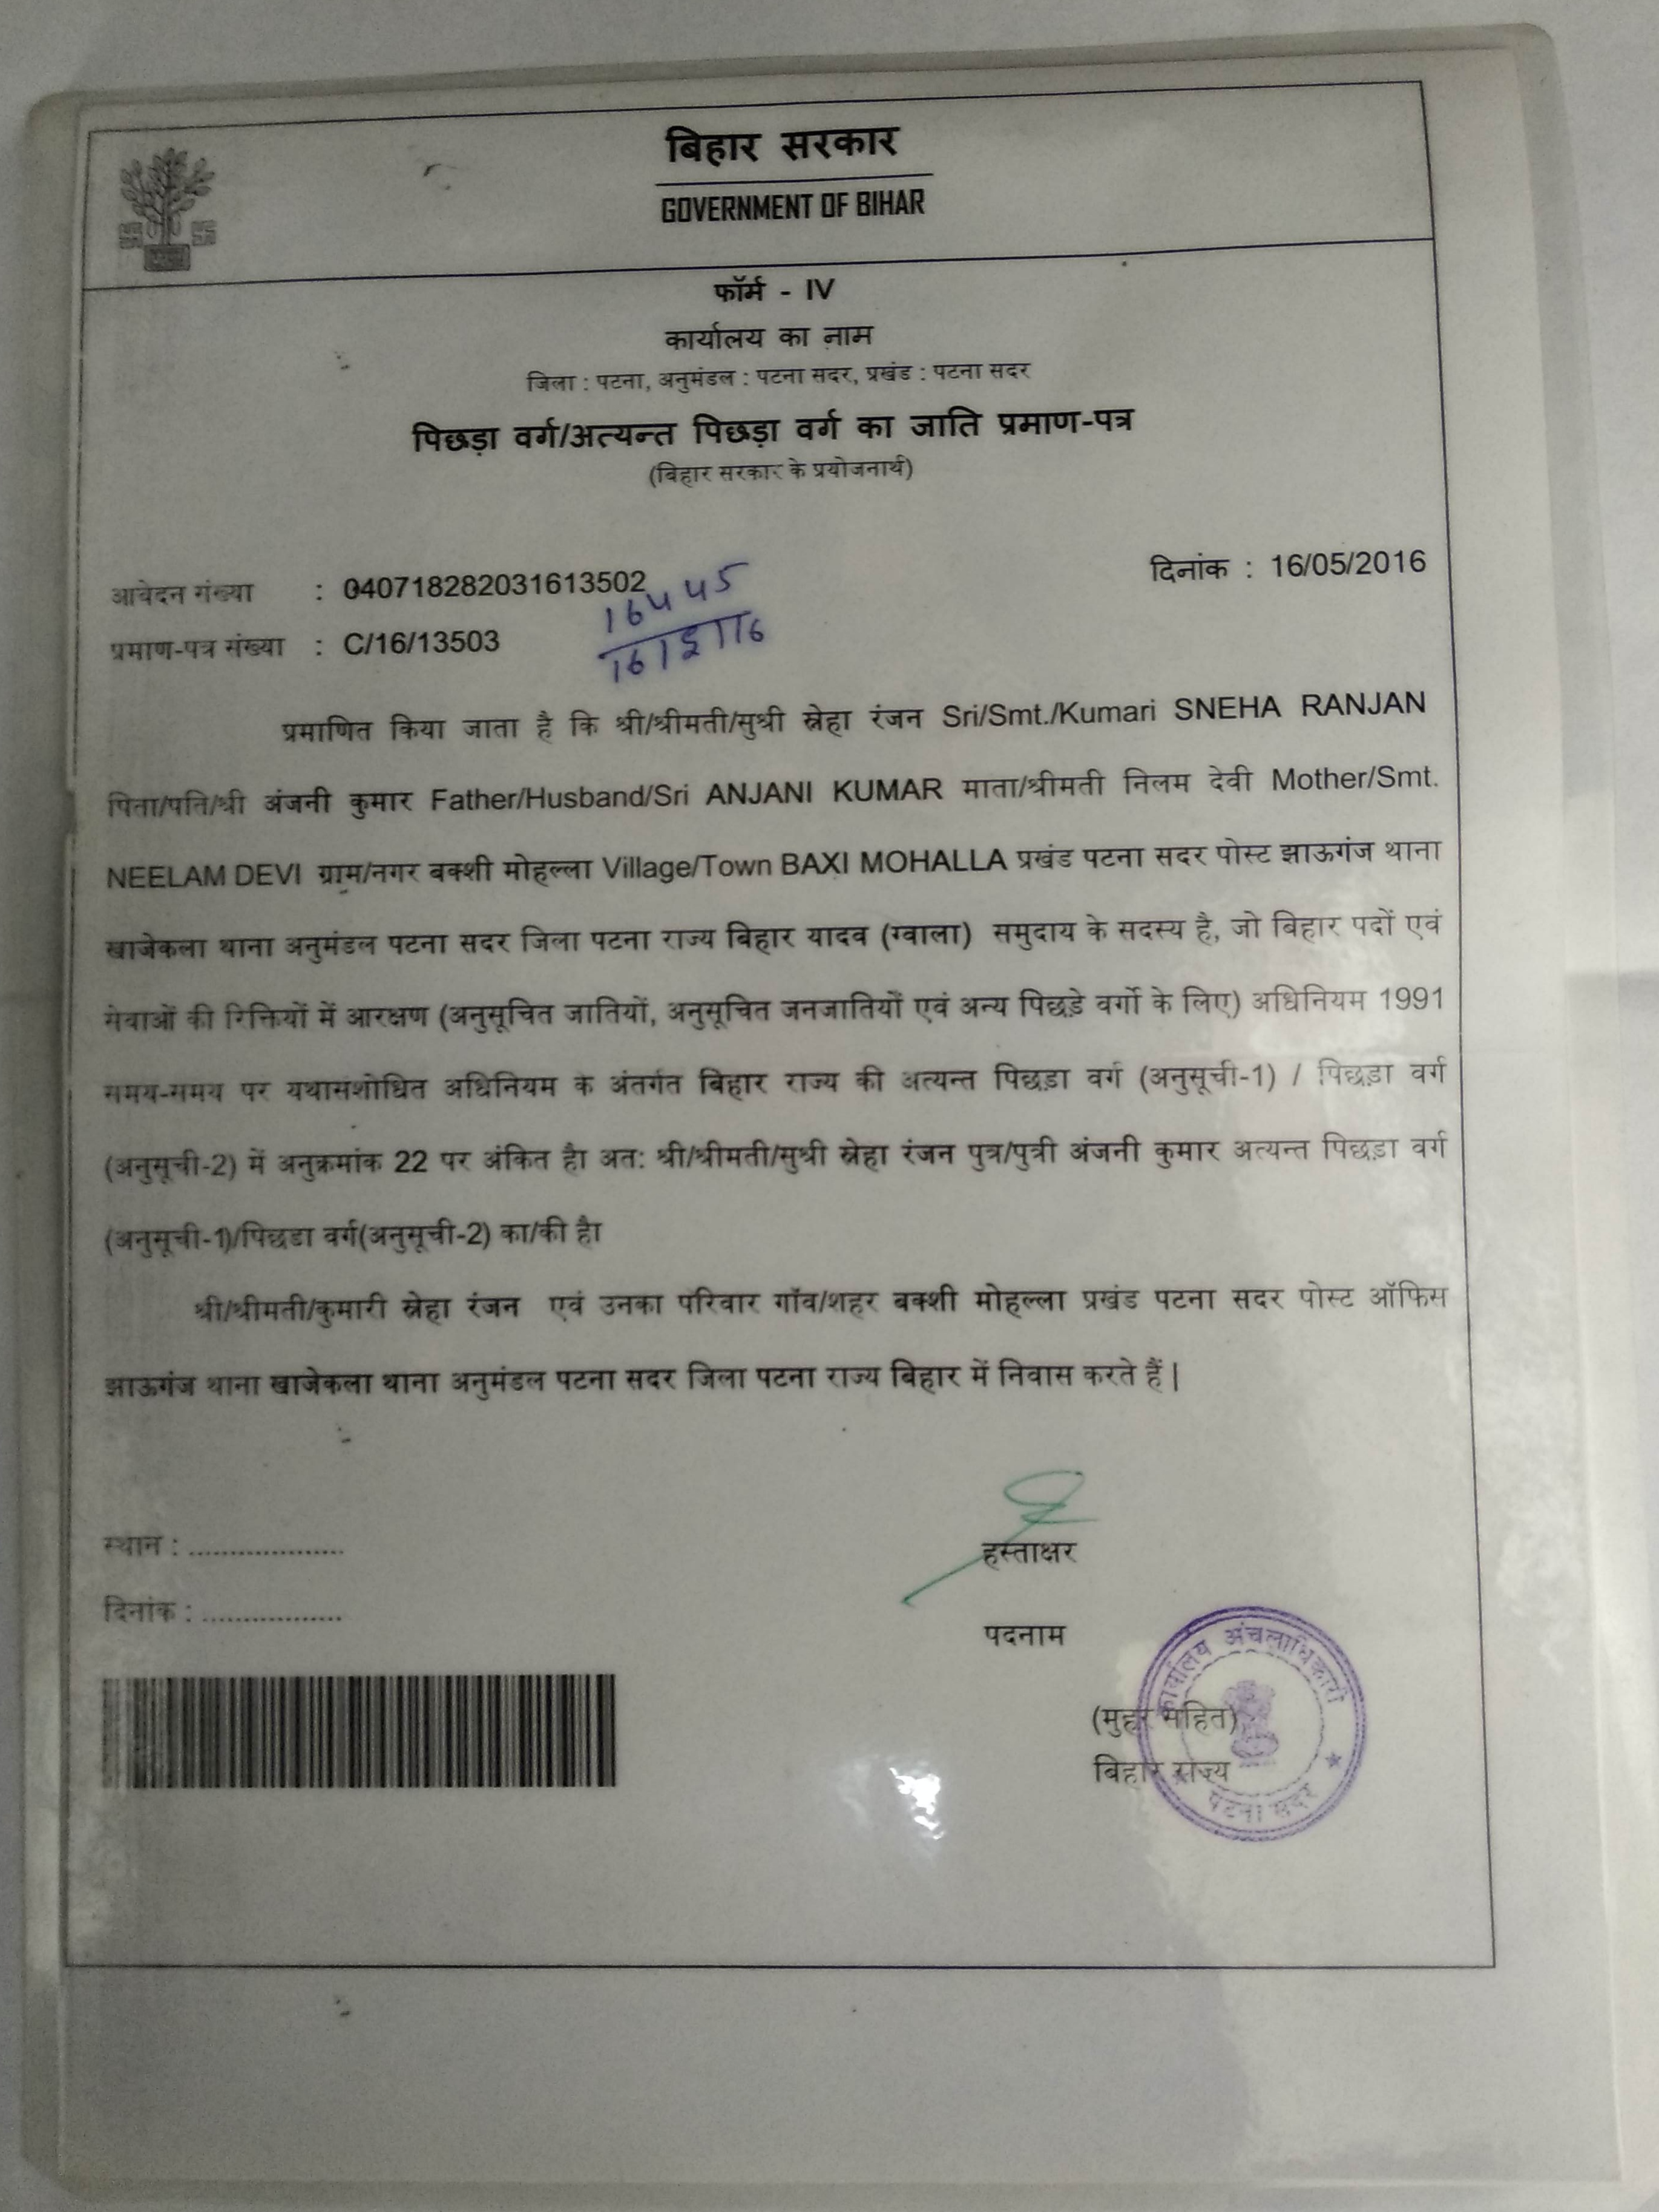 बिहार सरकार
GOVERNMENT OF BIHAR
फॉर्म - IV
कार्यालय का नाम
जिला : पटना, अनुमंडल : पटना सदर, प्रखंड : पटना सदर
पिछड़ा वर्ग/अत्यन्त पिछड़ा वर्ग का जाति प्रमाण-पत्र
(बिहार सरकार के प्रयोजनार्थ)
दिनांक : 16/05/2016
आवेदन संख्या : 040718282031613502
16445
प्रमाण-पत्र संख्या : C/16/13503
16/5/16
प्रमाणित किया जाता है कि श्री/श्रीमती/सुश्री स्नेहा रंजन Sri/Smt./Kumari SNEHA RANJAN
पिता/पति/श्री अंजनी कुमार Father/Husband/Sri ANJANI KUMAR माता/श्रीमती निलम देवी Mother/Smt.
NEELAM DEVI ग्राम/नगर बक्शी मोहल्ला Village/Town BAXI MOHALLA प्रखंड पटना सदर पोस्ट झाऊगंज थाना
खाजेकला थाना अनुमंडल पटना सदर जिला पटना राज्य बिहार यादव (ग्वाला) समुदाय के सदस्य है, जो बिहार पदों एवं
सेवाओं की रिक्तियों में आरक्षण (अनुसूचित जातियों, अनुसूचित जनजातियों एवं अन्य पिछड़े वर्गो के लिए) अधिनियम 1991
समय-समय पर यथासशोधित अधिनियम के अंतर्गत बिहार राज्य की अत्यन्त पिछड़ा वर्ग (अनुसूची-1) / पिछड़ा वर्ग
(अनुसूची-2) में अनुक्रमांक 22 पर अंकित है। अत: श्री/श्रीमती/सुश्री स्नेहा रंजन पुत्र/पुत्री अंजनी कुमार अत्यन्त पिछड़ा वर्ग
(अनुसूची-1)/पिछडा वर्ग(अनुसूची-2) का/की है।
श्री/श्रीमती/कुमारी स्नेहा रंजन एवं उनका परिवार गॉव/शहर बक्शी मोहल्ला प्रखंड पटना सदर पोस्ट ऑफिस
झाऊगंज थाना खाजेकला थाना अनुमंडल पटना सदर जिला पटना राज्य बिहार में निवास करते हैं |
स्थान : ...................
हस्ताक्षर
दिनांक : .................
पदनाम
कार्यालय अंचलाधिकारी
(मुहर सहित)
बिहार राज्य
पटना सदर